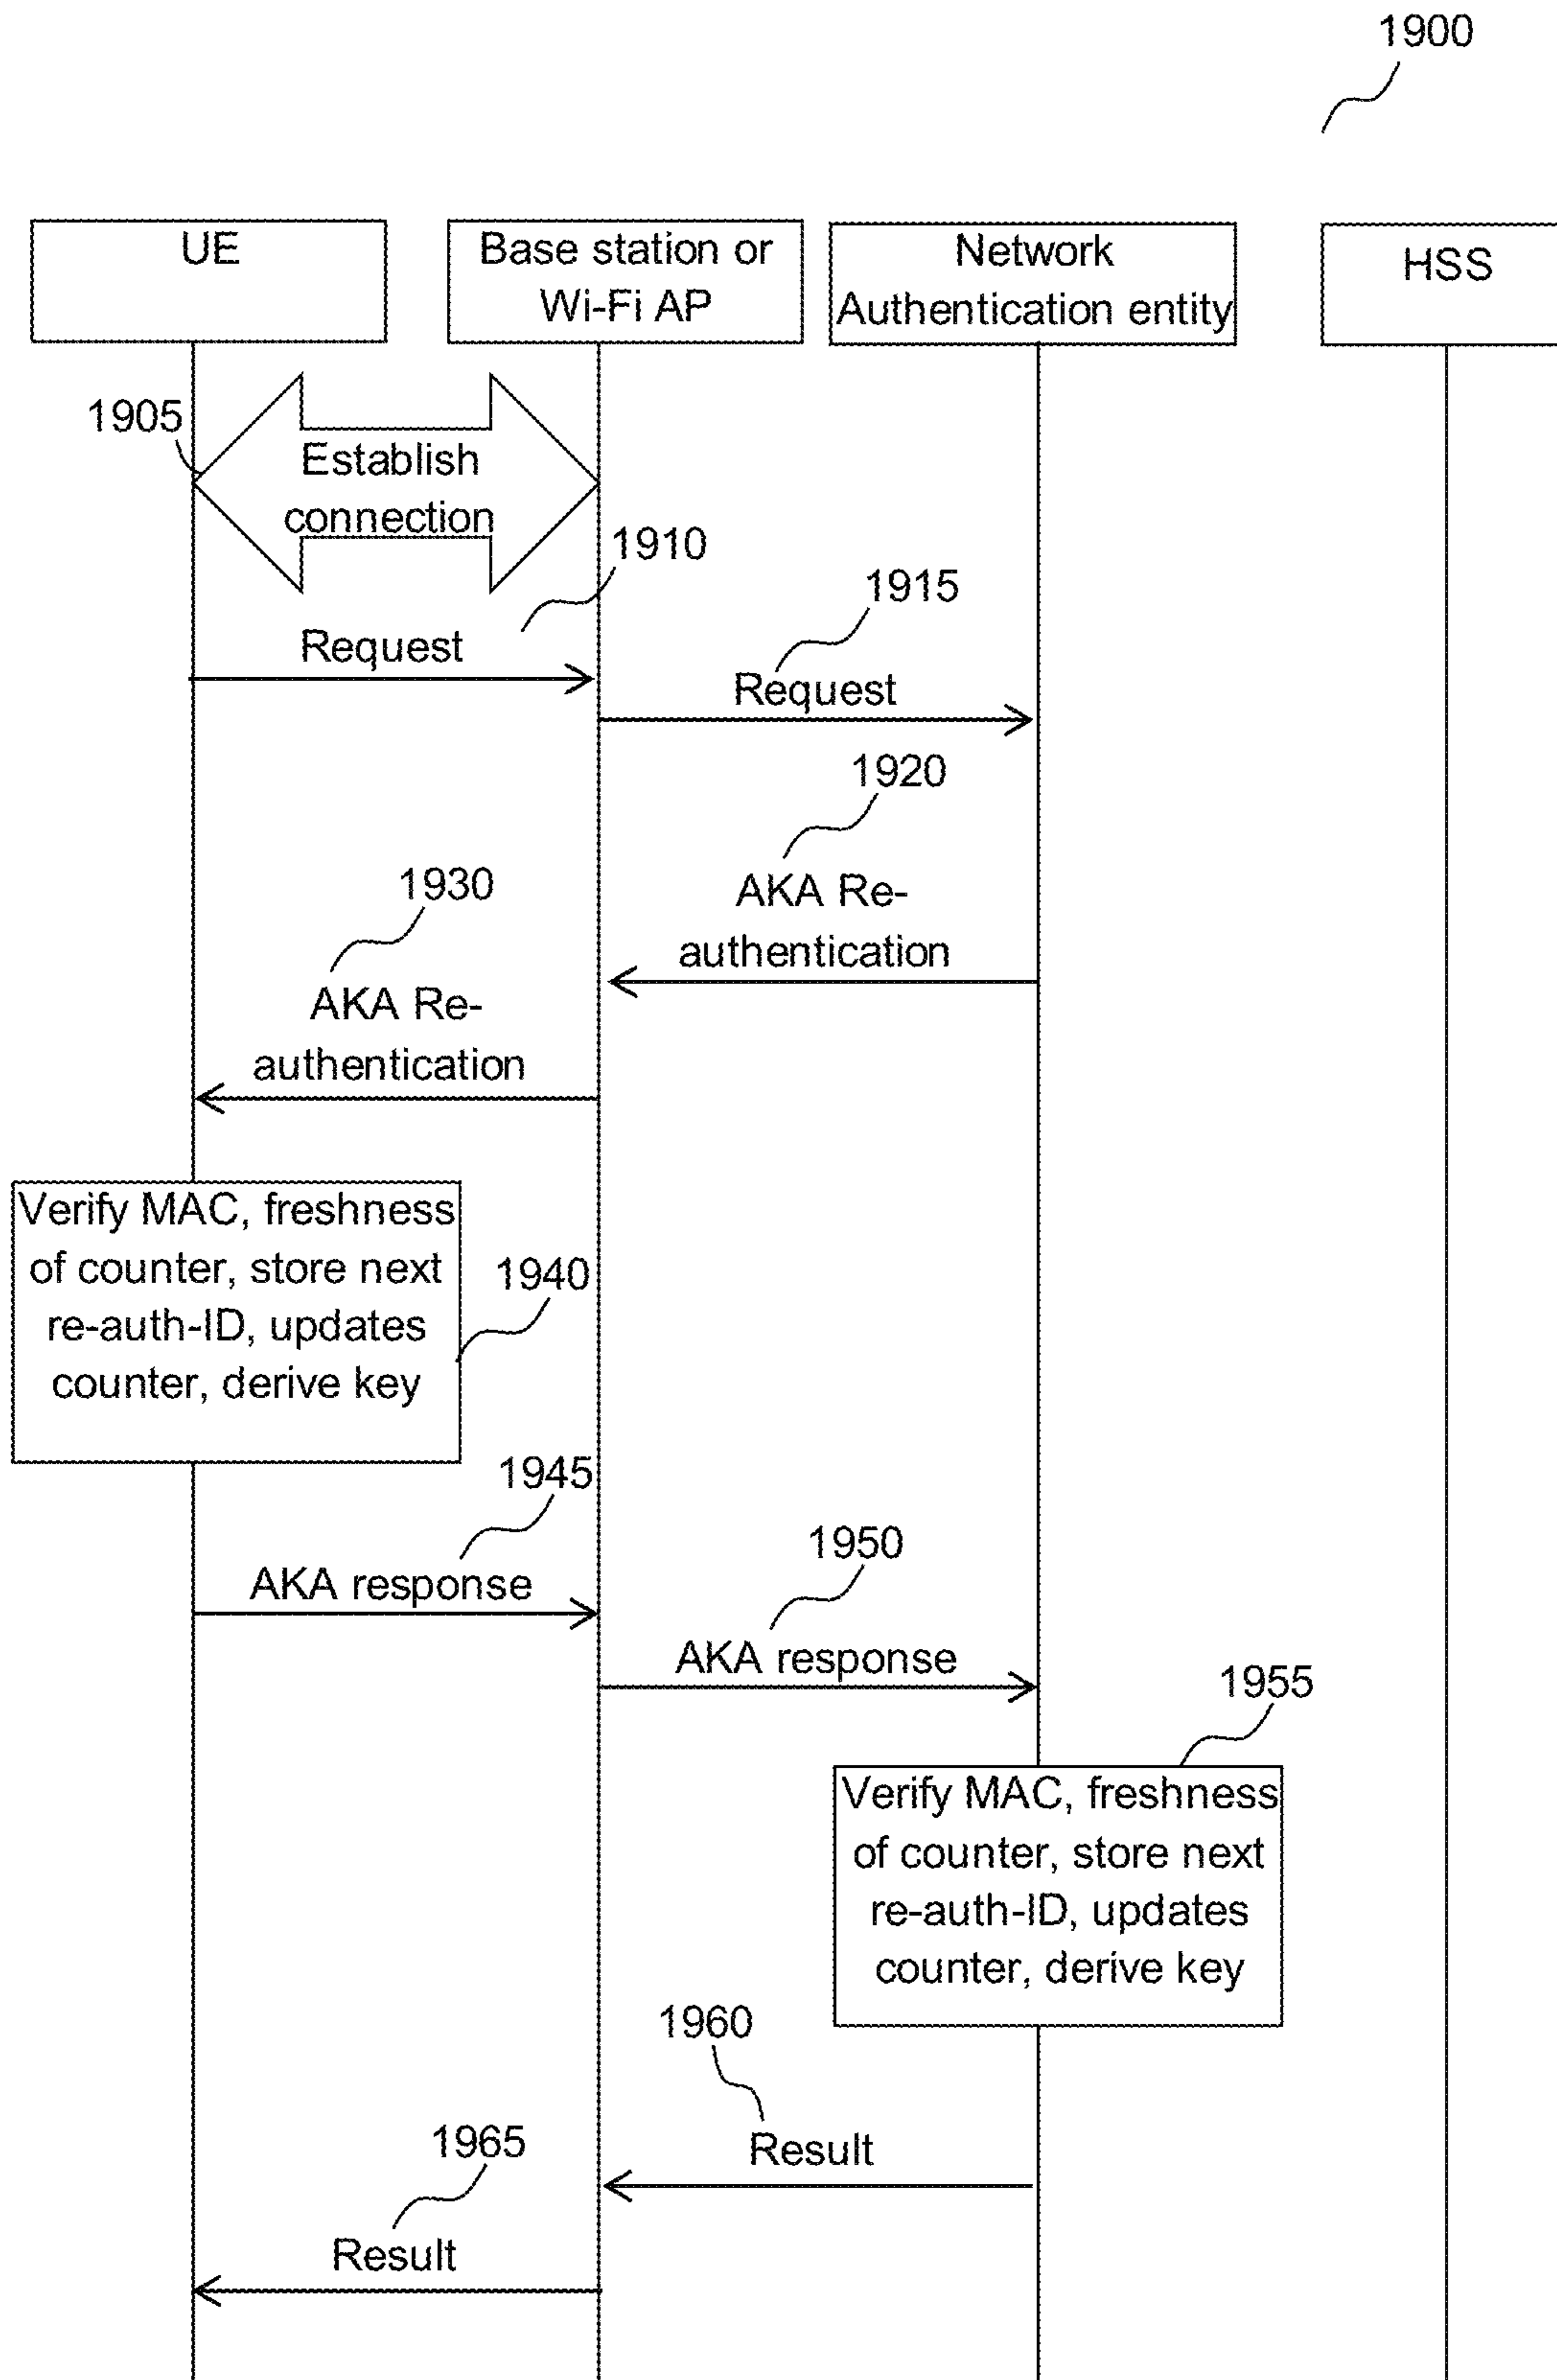 1900
UE
Base station or
Wi-Fi AP
Network
Authentication entity
HSS
1905
Establish
connection
1910
Request
1915
Request
1920
AKA Re-
authentication
1930
AKA Re-
authentication
Verify MAC, freshness
of counter, store next
re-auth-ID, updates
counter, derive key
1940
1945
AKA response
1950
AKA response
1955
Verify MAC, freshness
of counter, store next
re-auth-ID, updates
counter, derive key
1960
Result
1965
Result